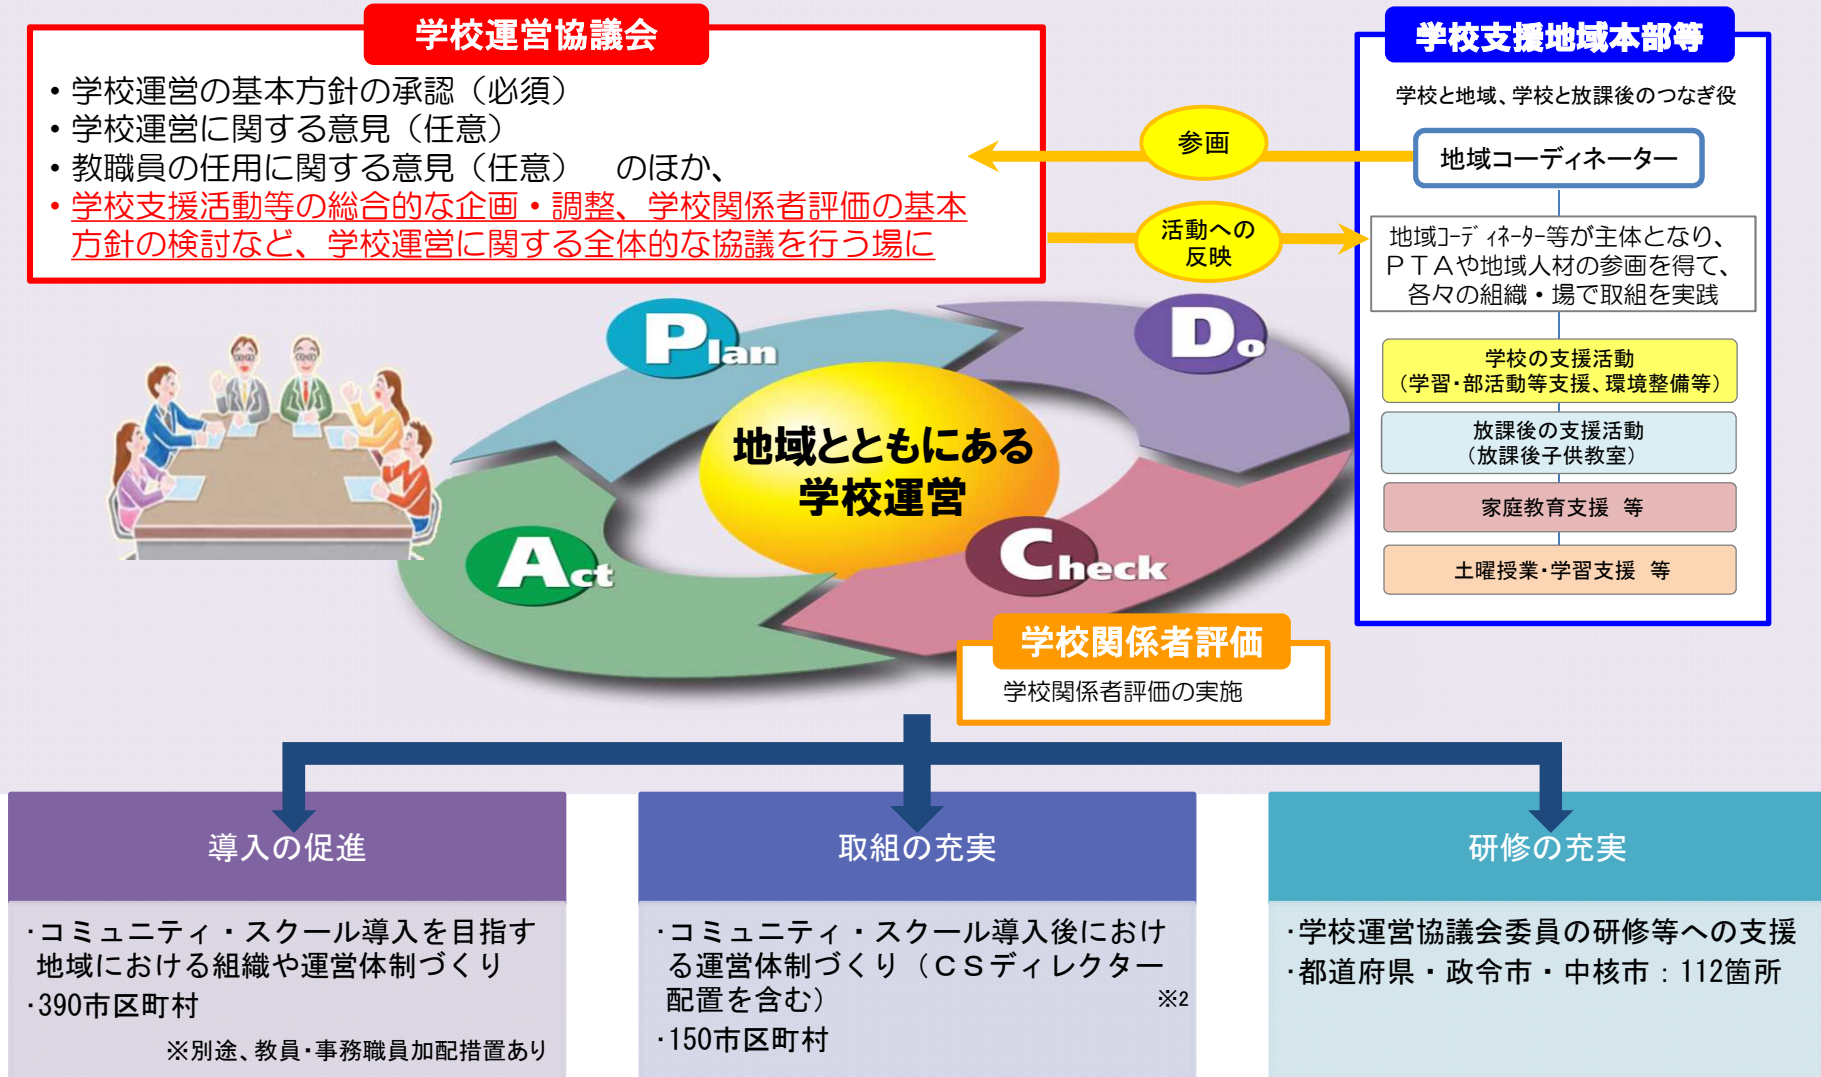 学校運営協議会
・学校運営の基本方針の承認（必須）
・学校運営に関する意見（任意）
・教職員の任用に関する意見（任意）　のほか、
・学校支援活動等の総合的な企画・調整、学校関係者評価の基本
方針の検討など、学校運営に関する全体的な協議を行う場に
参画
活動への
反映
学校支援地域本部等
学校と地域、学校と放課後のつなぎ役
地域コーディネーター
地域ｺｰﾃﾞｨﾈｰﾀｰ等が主体となり、
ＰＴＡや地域人材の参画を得て、
各々の組織・場で取組を実践
学校の支援活動
（学習・部活動等支援、環境整備等）
放課後の支援活動
（放課後子供教室）
家庭教育支援　等
土曜授業・学習支援　等
Plan
Do
地域とともにある
学校運営
Act
Check
学校関係者評価
学校関係者評価の実施
導入の促進
・コミュニティ・スクール導入を目指す
地域における組織や運営体制づくり
・390市区町村
※別途、教員・事務職員加配措置あり
取組の充実
・コミュニティ・スクール導入後におけ
る運営体制づくり（ＣＳディレクター
配置を含む）　※2
・150市区町村
研修の充実
・学校運営協議会委員の研修等への支援
・都道府県・政令市・中核市：112箇所